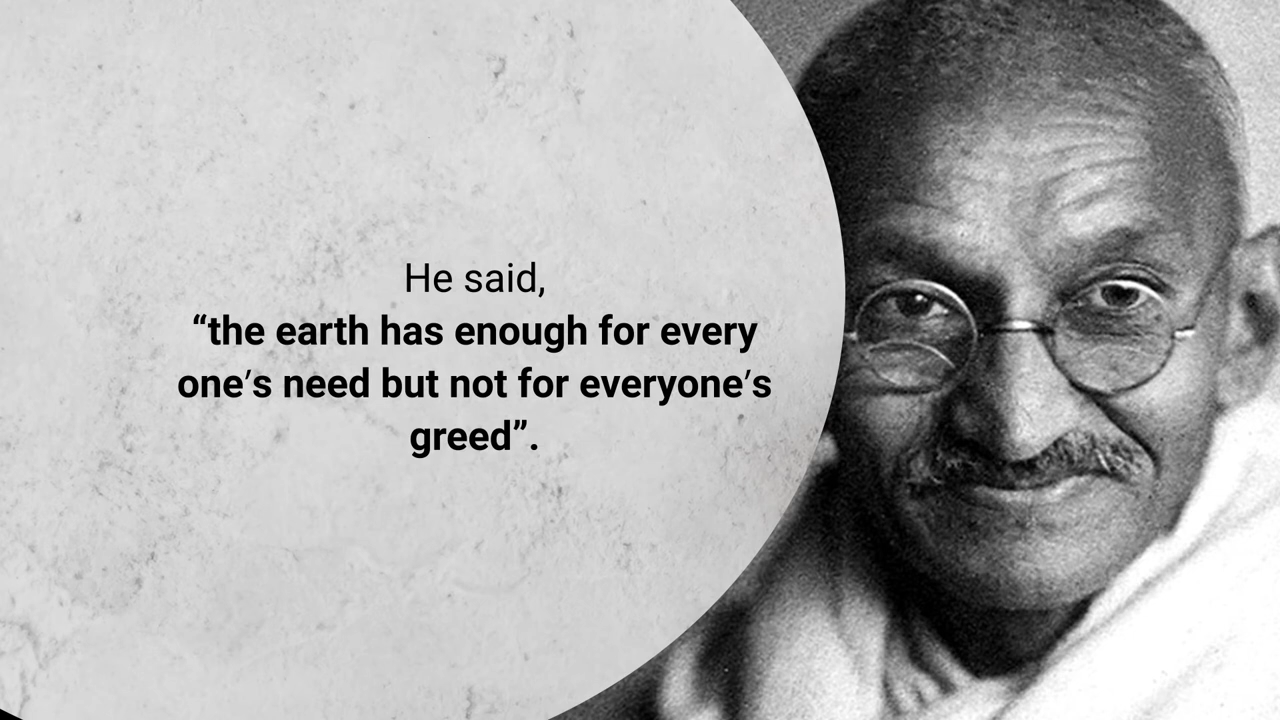 He said,
“the earth has enough for every
one′s need but not for everyone′s
greed”.